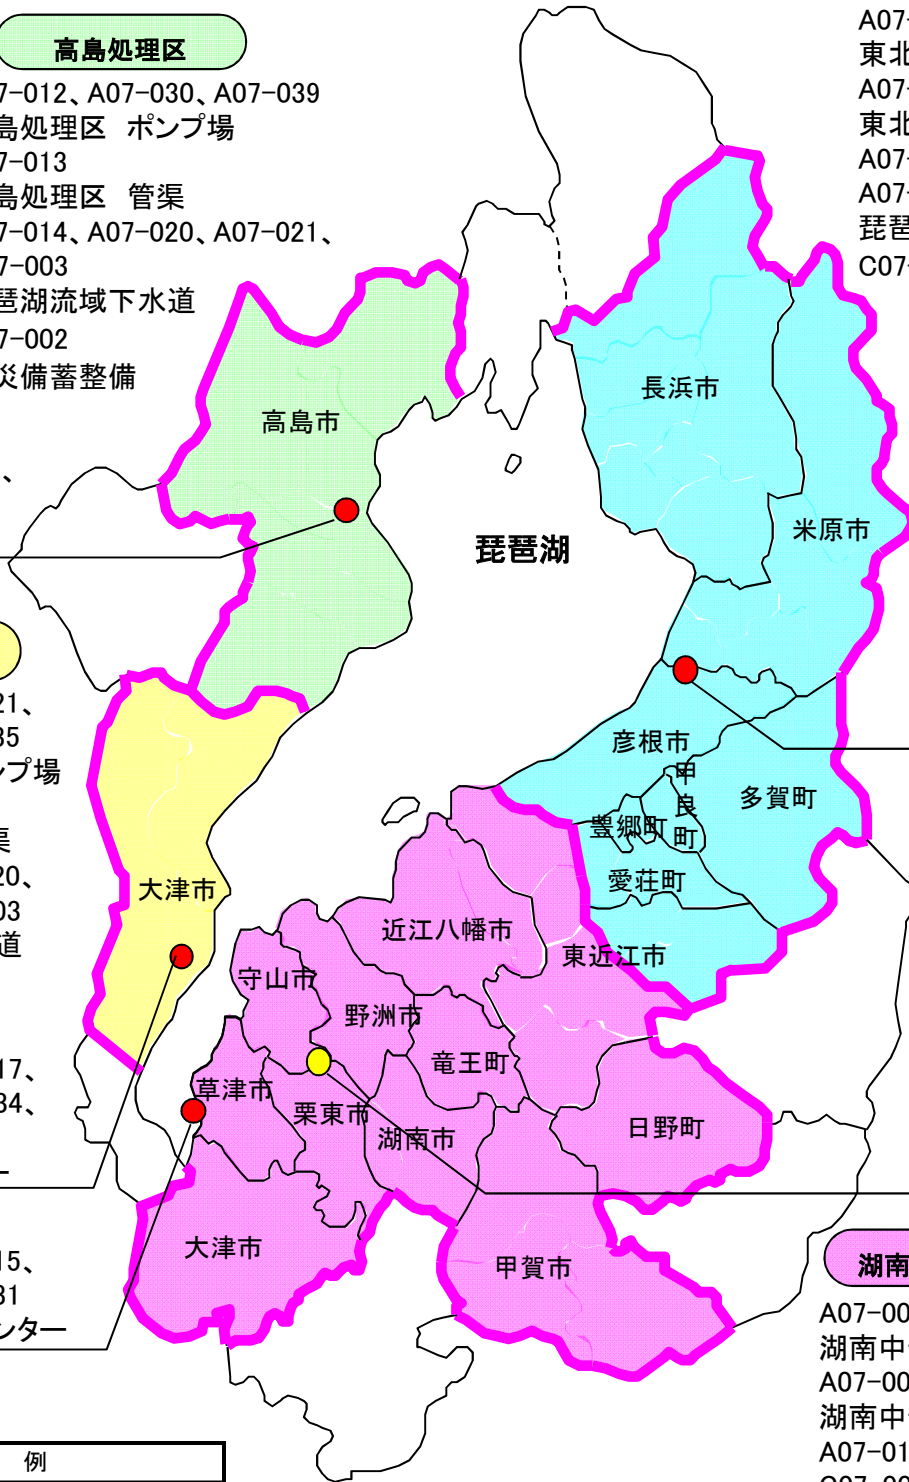 高島処理区
7-012、A07-030、A07-039
島処理区 ポンプ場
7-013
島処理区 管渠
7-014、A07-020、A07-021、
7-003
琶湖流域下水道
7-002
災備蓄整備
、
A07-
東北
A07-
東北
A07-
A07-
琵琶
C07-
高島市
長浜市
米原市
琵琶湖
21、
35
ンプ場
渠
20、
03
道
17、
34、
ー
15、
31
ンター
彦根市
甲良町
多賀町
豊郷町
愛荘町
大津市
近江八幡市
東近江市
守山市
野洲市
竜王町
草津市
栗東市
湖南市
日野町
大津市
甲賀市
湖南
A07-00
湖南中
A07-00
湖南中
A07-01
例